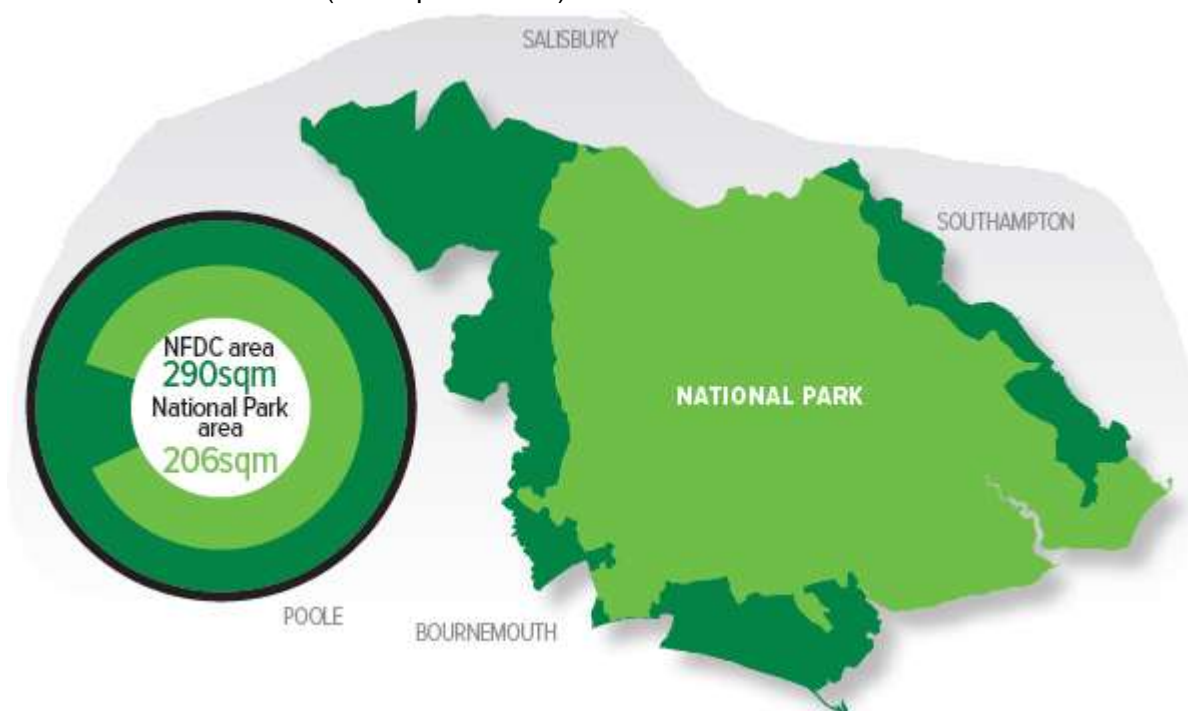 SALISBURY
SOUTHAMPTON
NFDC area
290sqm
National Park
area
206sqm
NATIONAL PARK
POOLE
BOURNEMOUTH